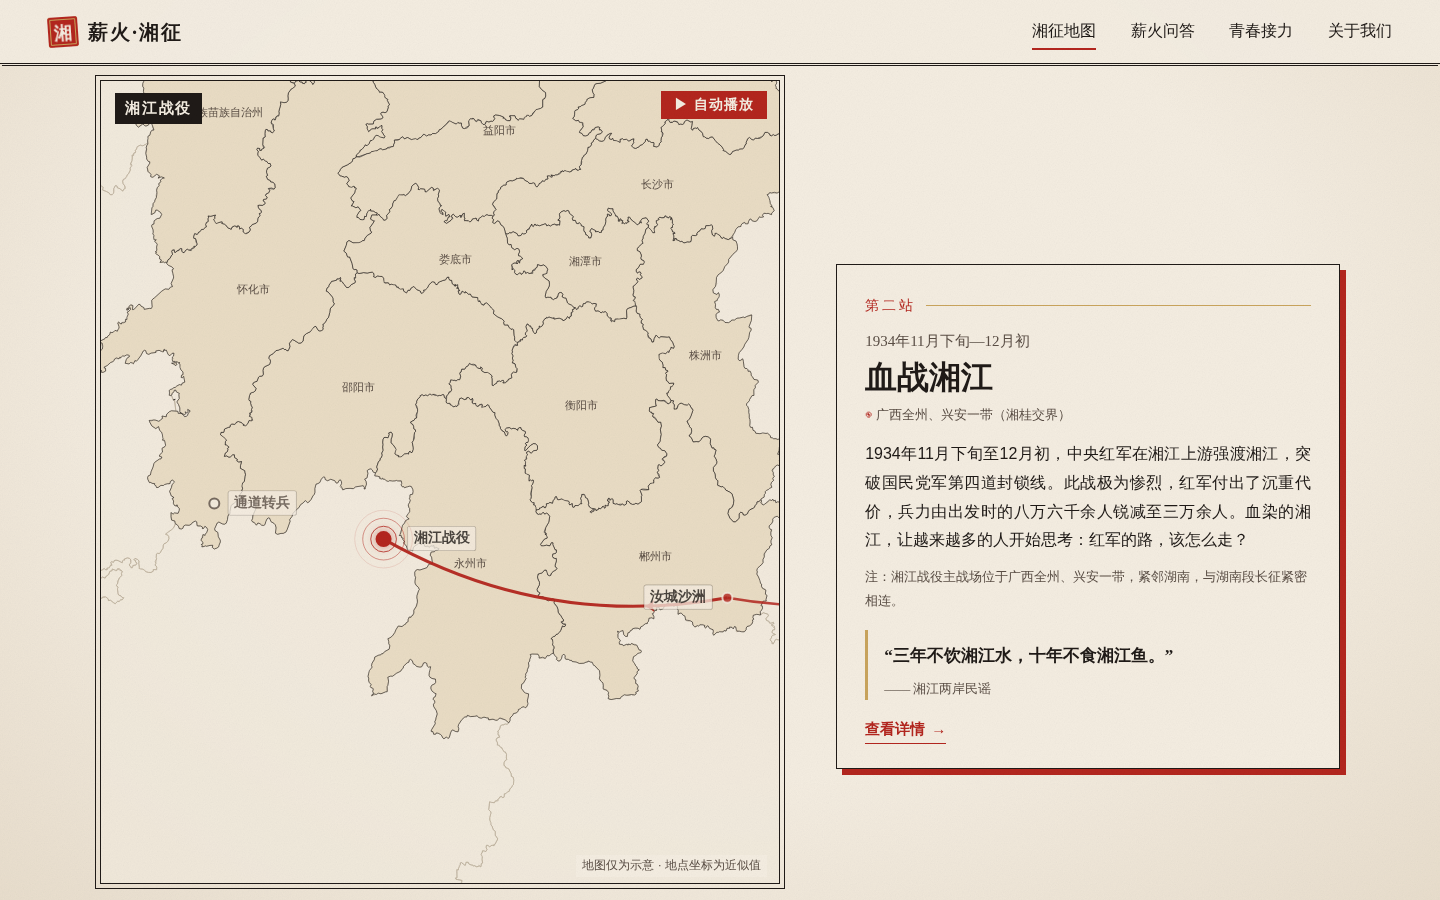 湘 薪火·湘征
湘征地图 薪火问答 青春接力 关于我们
湘江战役
族苗族自治州
▶ 自动播放
益阳市
长沙市
娄底市
湘潭市
怀化市
株洲市
邵阳市
衡阳市
通道转兵
湘江战役
永州市
郴州市
汝城沙洲
地图仅为示意 · 地点坐标为近似值
第二站
1934年11月下旬—12月初
血战湘江
广西全州、兴安一带（湘桂交界）
1934年11月下旬至12月初，中央红军在湘江上游强渡湘江，突
破国民党军第四道封锁线。此战极为惨烈，红军付出了沉重代
价，兵力由出发时的八万六千余人锐减至三万余人。血染的湘
江，让越来越多的人开始思考：红军的路，该怎么走？
注：湘江战役主战场位于广西全州、兴安一带，紧邻湖南，与湖南段长征紧密
相连。
“三年不饮湘江水，十年不食湘江鱼。”
—— 湘江两岸民谣
查看详情 →